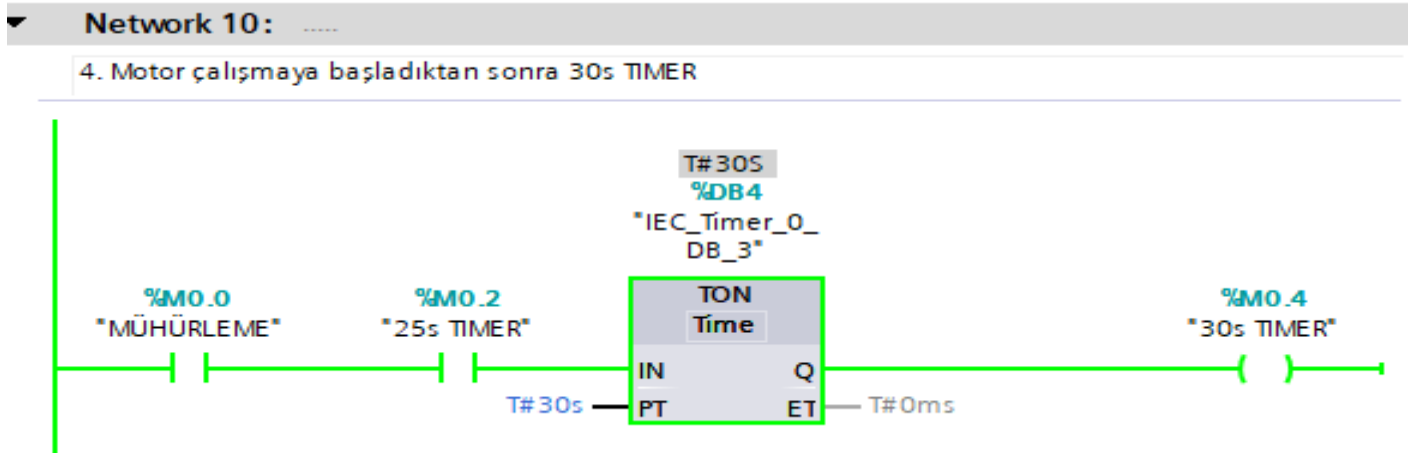 Network 10: .....
4. Motor çalışmaya başladıktan sonra 30s TIMER
T#30S
%DB4
"IEC_Timer_0_
DB_3"
%M0.0 %M0.2 TON %M0.4
"MÜHÜRLEME" "25s TIMER" Time "30s TIMER"
IN Q
T#30s PT ET T#0ms